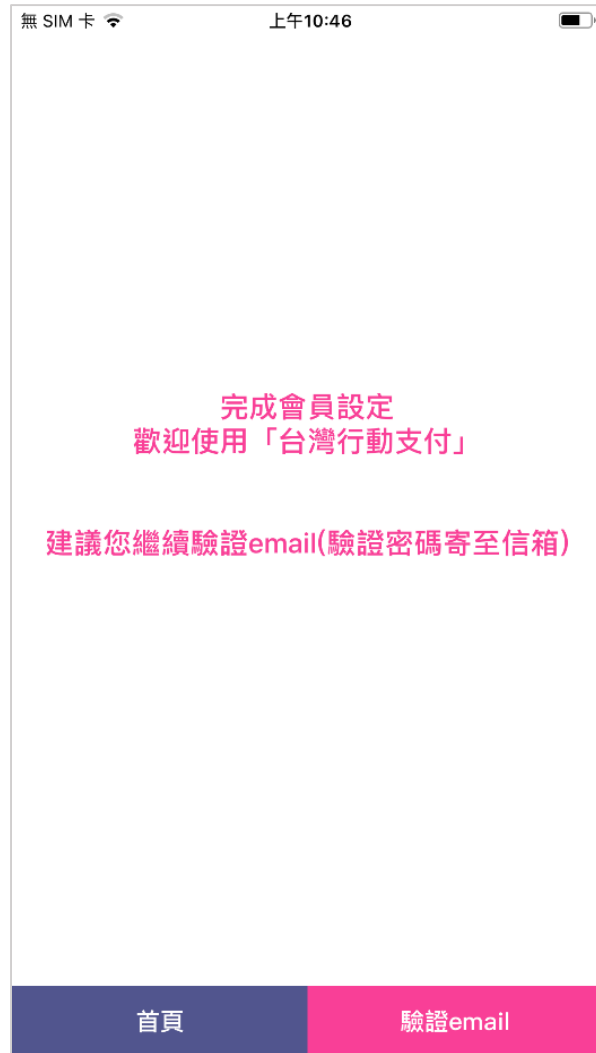 無 SIM 卡
上午10:46
完成會員設定
歡迎使用「台灣行動支付」
建議您繼續驗證email(驗證密碼寄至信箱)
首頁
驗證email